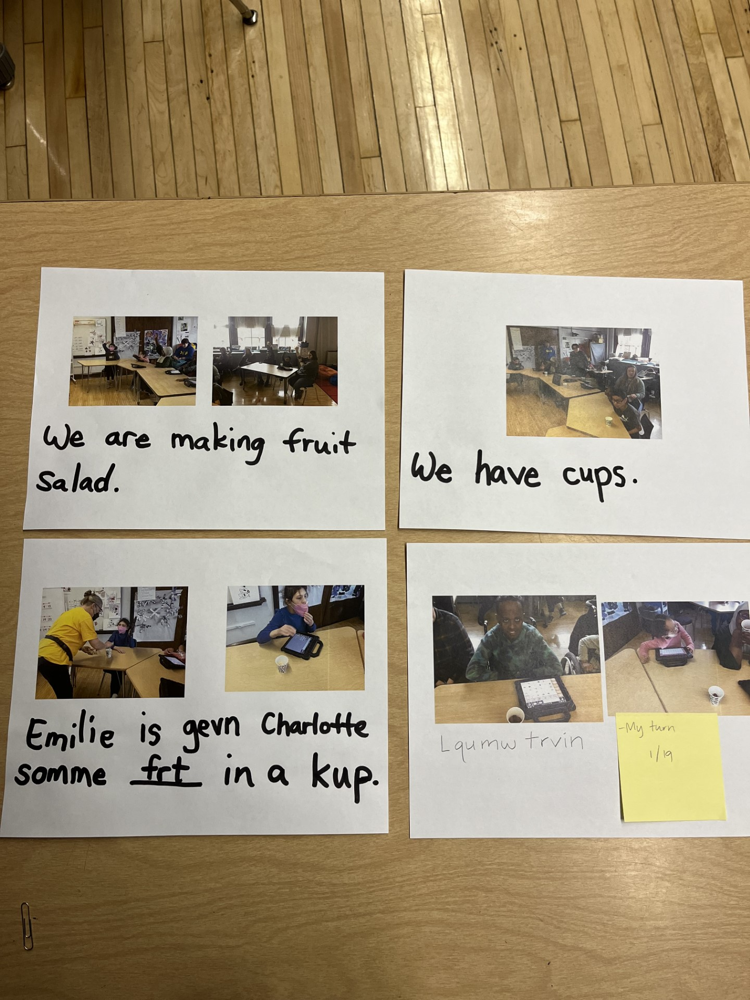 We are making fruit
salad.
We have cups.
Emilie is gevn Charlotte
somme frt in a kup.
Lqumw trvin
-My turn
1/19